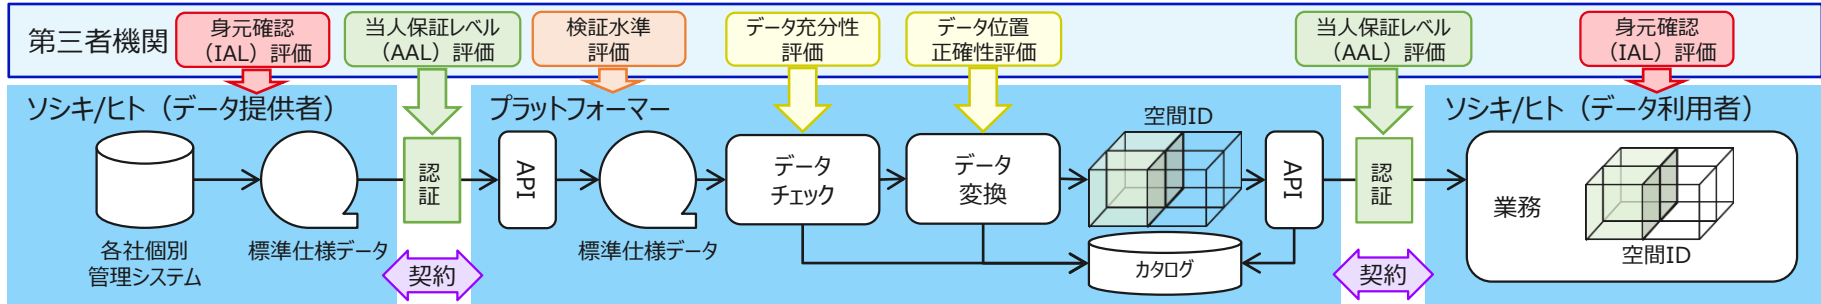 第三者機関
身元確認
（IAL）評価
当人保証レベル
（AAL）評価
検証水準
評価
データ充分性
評価
データ位置
正確性評価
当人保証レベル
（AAL）評価
身元確認
（IAL）評価
ソシキ/ヒト（データ提供者）
プラットフォーマー
ソシキ/ヒト（データ利用者）
各社個別
管理システム
標準仕様データ
認証
契約
API
標準仕様データ
データ
チェック
データ
変換
空間ID
カタログ
API
認証
契約
業務
空間ID